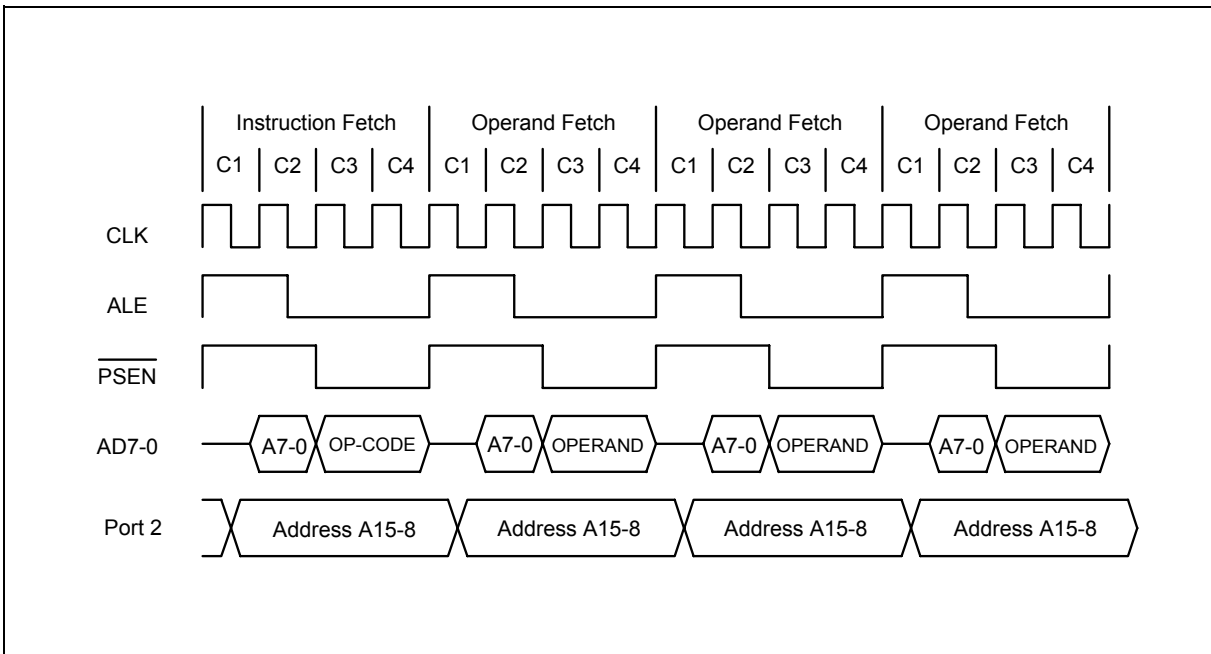 Instruction Fetch Operand Fetch Operand Fetch Operand Fetch
C1 C2 C3 C4 C1 C2 C3 C4 C1 C2 C3 C4 C1 C2 C3 C4
CLK
ALE
PSEN
AD7-0 A7-0 OP-CODE A7-0 OPERAND A7-0 OPERAND A7-0 OPERAND
Port 2 Address A15-8 Address A15-8 Address A15-8 Address A15-8